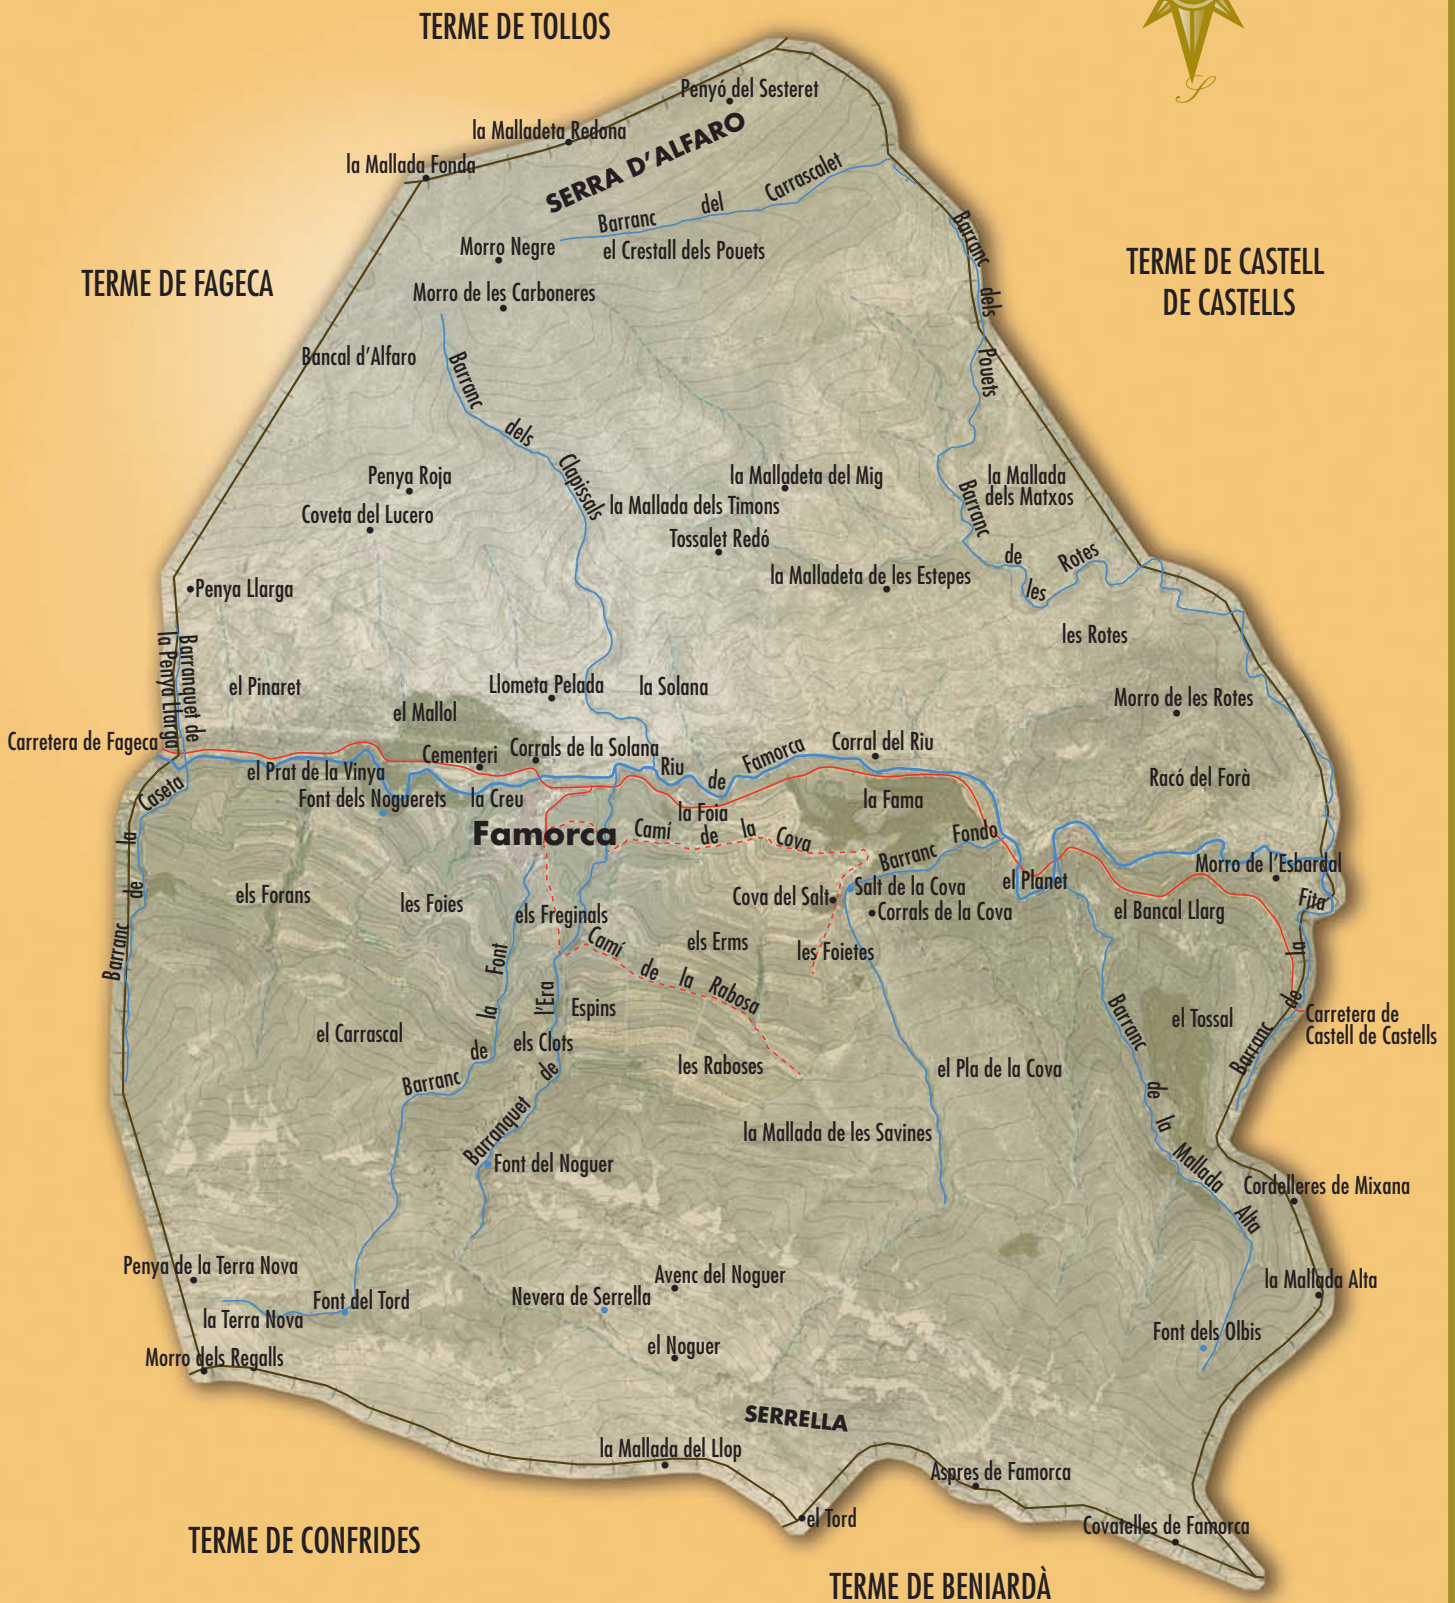 TERME DE TOLLOS
S
Penyó del Sesteret
la Malladeta Redona
SERRA D'ALFARO
la Mallada Fonda
Barranc del Carrascalet
Barranc dels Pouets
Morro Negre
el Crestall dels Pouets
TERME DE CASTELL
DE CASTELLS
TERME DE FAGECA
Morro de les Carboneres
Bancal d'Alfaro
Barranc dels Clapissals
Penya Roja
la Malladeta del Mig
la Mallada
dels Matxos
Coveta del Lucero
la Mallada dels Timons
Barranc de les Rotes
Tossalet Redó
la Malladeta de les Estepes
Penya Llarga
les Rotes
Barranquet de
la Penya Llarga
el Pinaret
Llometa Pelada
la Solana
Morro de les Rotes
el Mallol
Carretera de Fageca
Cementeri
Corrals de la Solana
Riu de Famorca
Corral del Riu
el Prat de la Vinya
Racó del Forà
Font dels Noguerets
la Creu
la Foia
la Fama
Barranc de la Caseta
Famorca
Camí de la Cova
Barranc Fondo
Morro de l'Esbardal
els Forans
les Foies
Cova del Salt
Salt de la Cova
el Planet
els Freginals
Corrals de la Cova
el Bancal Llarg
Barranc de la Fita
els Erms
les Foietes
Camí de la Rabosa
Espins
el Carrascal
els Clots
el Tossal
Carretera de
Castell de Castells
Barranc de la Font
Barranquet de l'Era
les Raboses
el Pla de la Cova
Barranc de la Mallada Alta
la Mallada de les Savines
Font del Noguer
Cordelleres de Mixana
Penya de la Terra Nova
Avenc del Noguer
la Mallada Alta
la Terra Nova
Font del Tord
Nevera de Serrella
Font dels Olbis
Morro dels Regalls
el Noguer
SERRELLA
la Mallada del Llop
Aspres de Famorca
el Tord
Covatelles de Famorca
TERME DE CONFRIDES
TERME DE BENIARDÀ